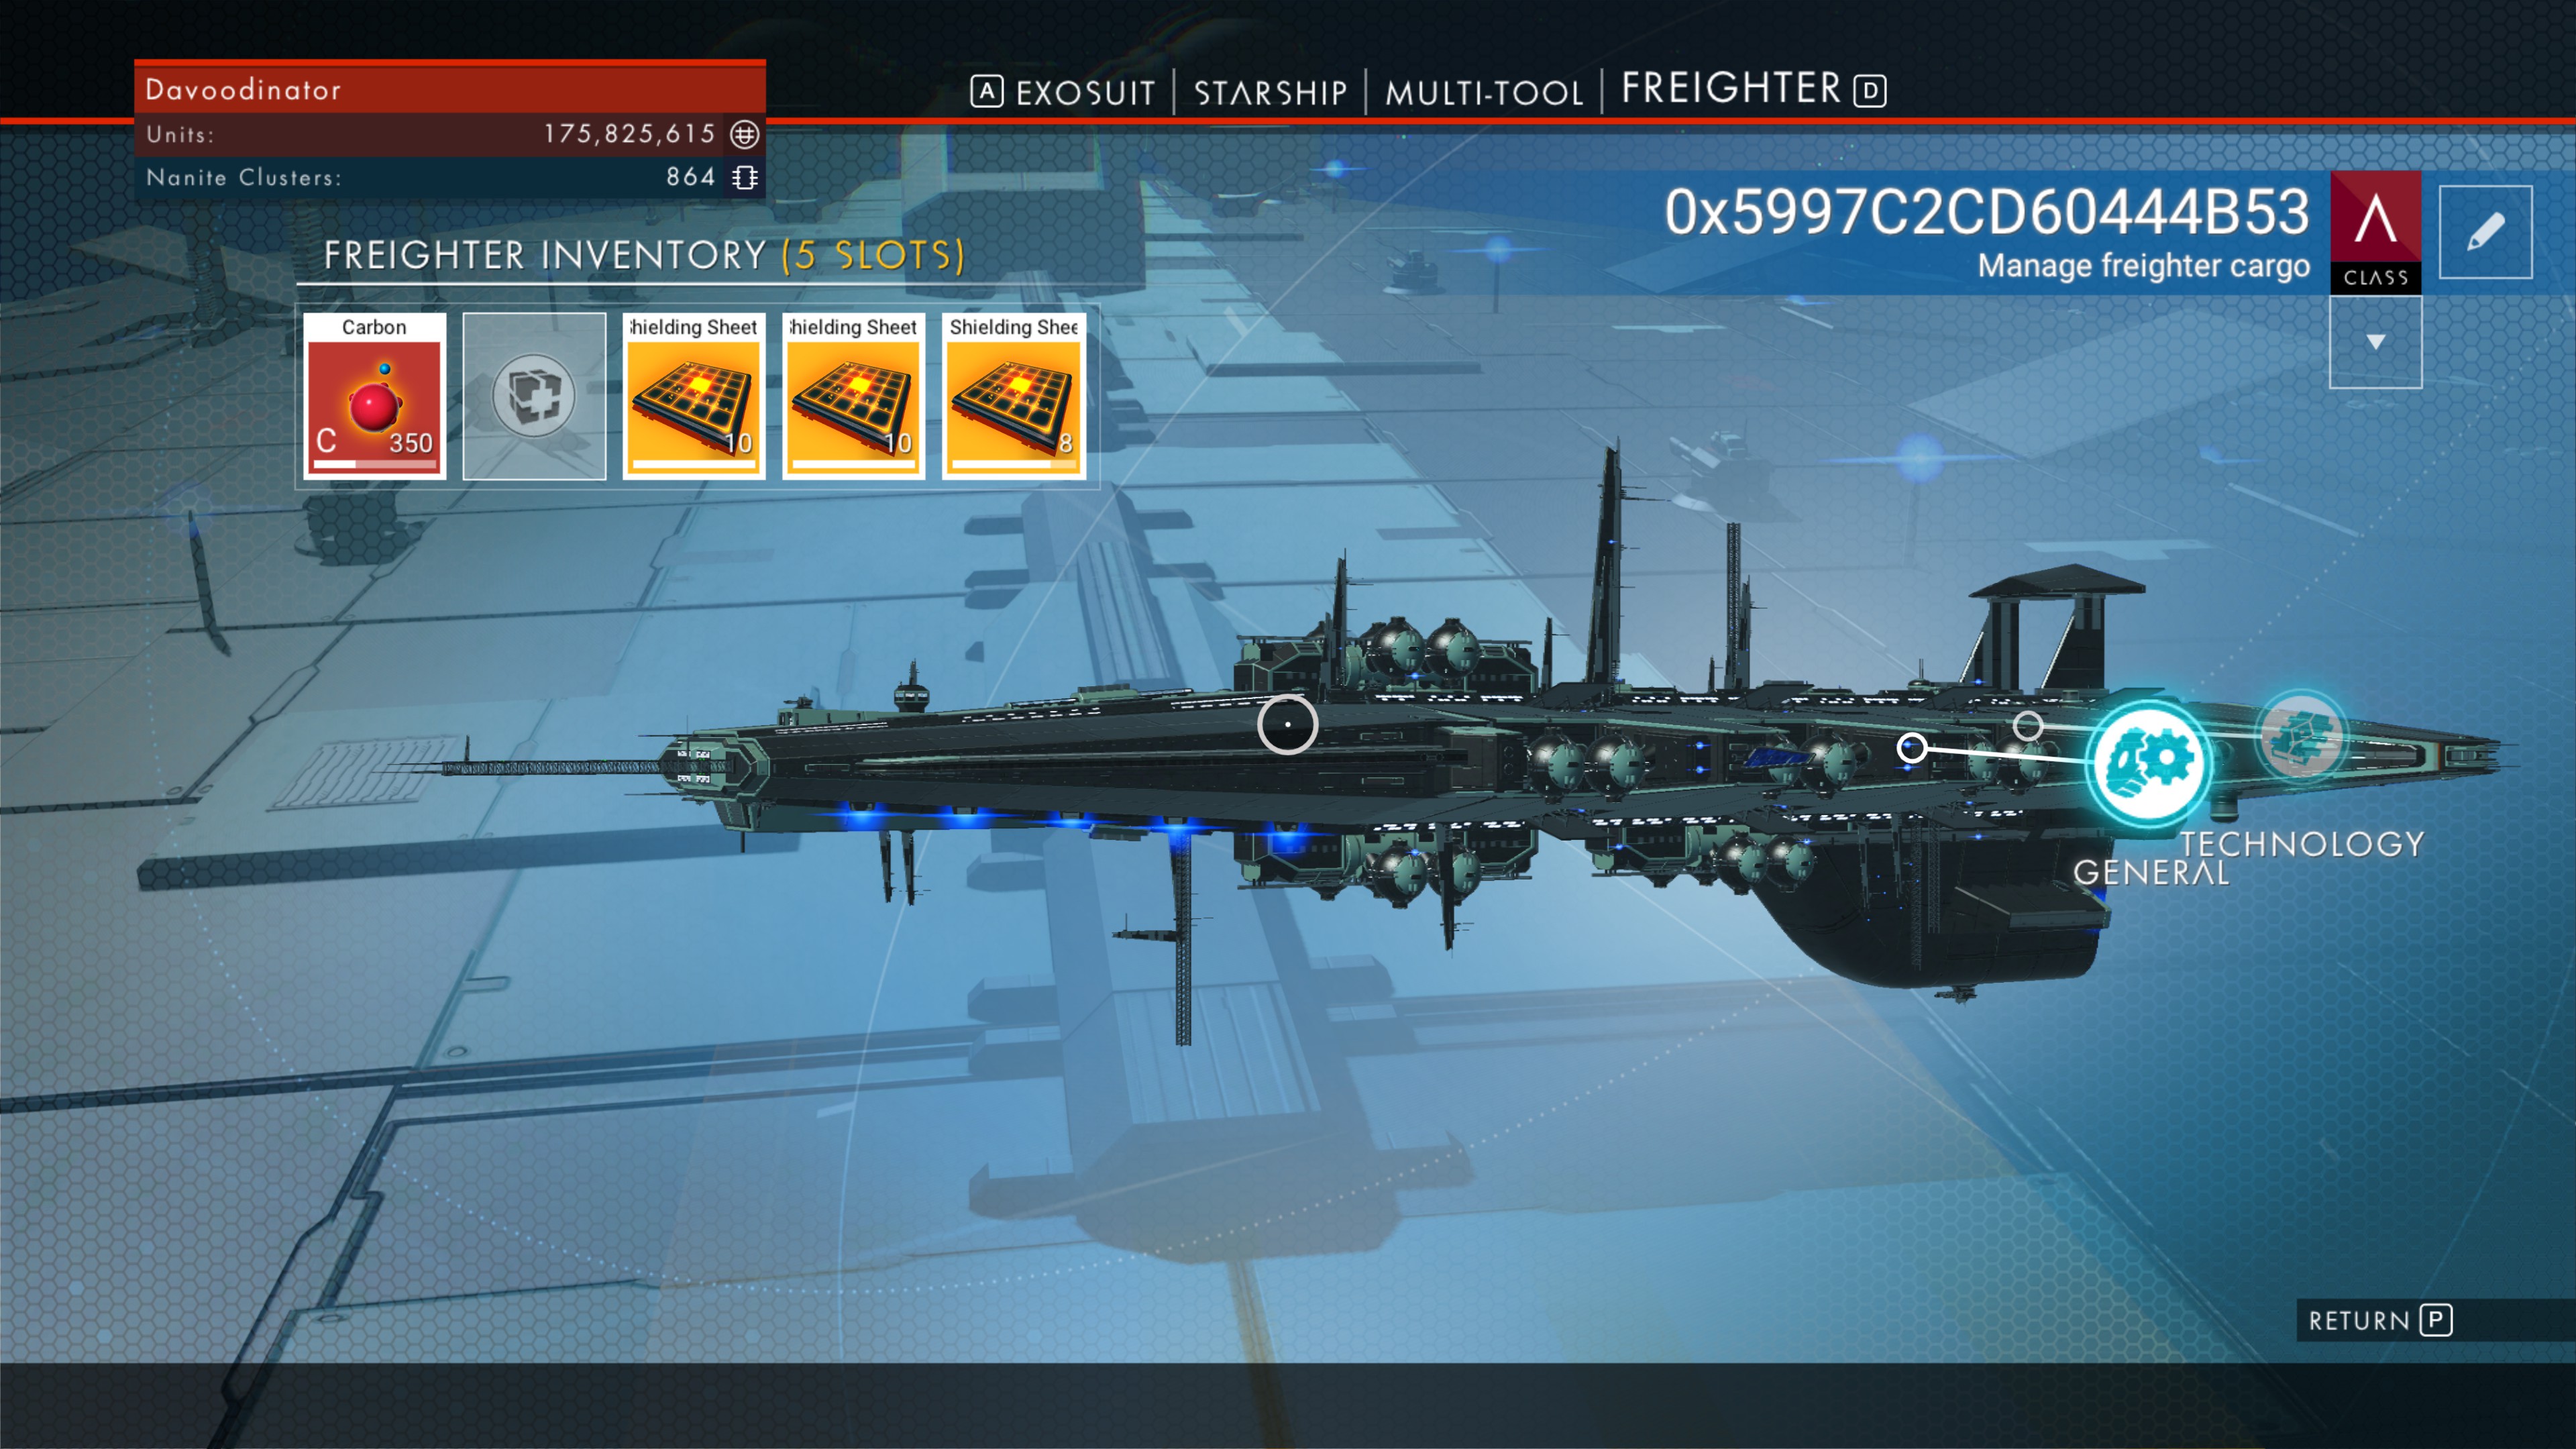 Davoodinator
Units: 175,825,615
Nanite Clusters: 864
A EXOSUIT STARSHIP MULTI-TOOL FREIGHTER D
0x5997C2CD60444B53
Manage freighter cargo
A
CLASS
FREIGHTER INVENTORY (5 SLOTS)
Carbon
C 350
hielding Sheet
10
hielding Sheet
10
Shielding Shee
8
TECHNOLOGY
GENERAL
RETURN P